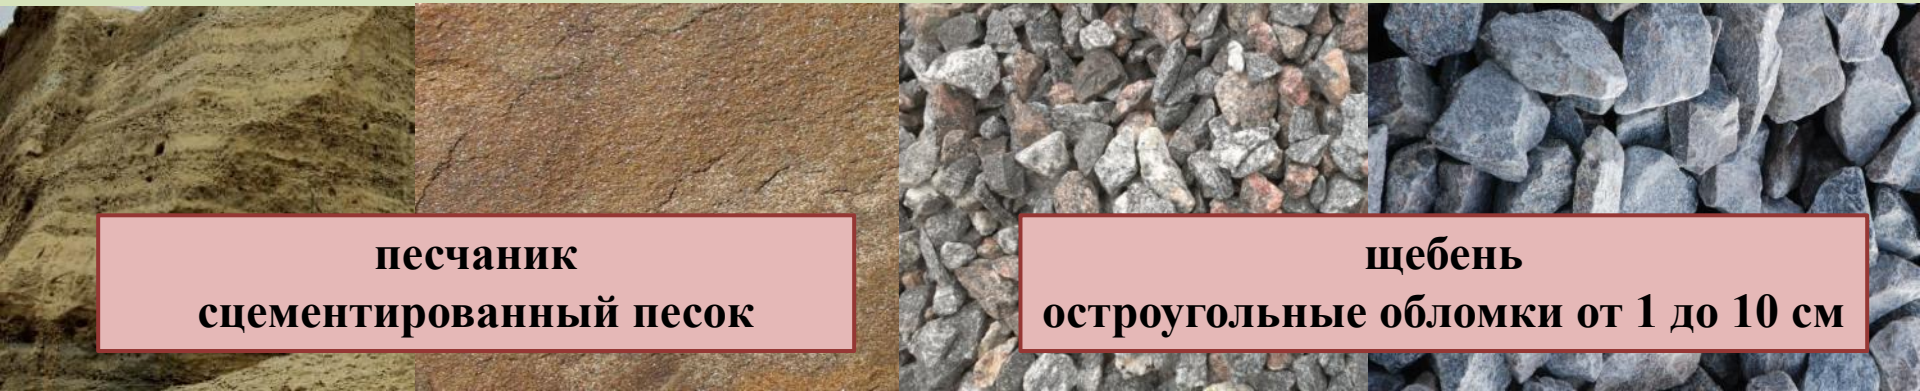 песчаник
сцементированный песок
щебень
остроугольные обломки от 1 до 10 см